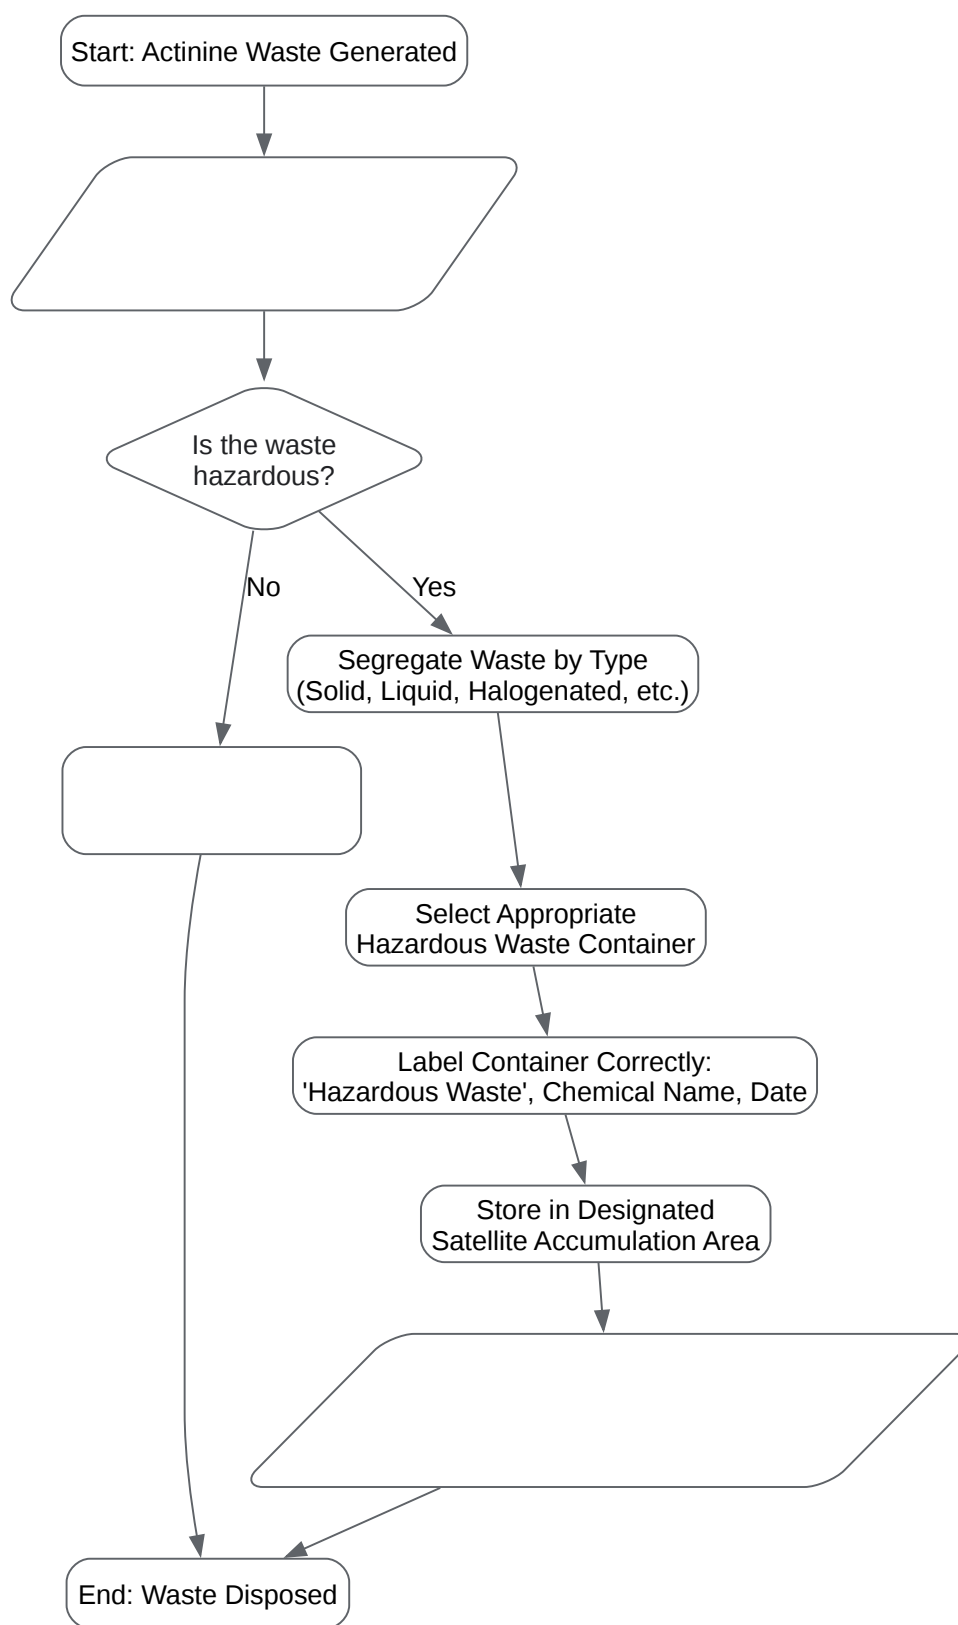 Start: Actinine Waste Generated
Is the waste
hazardous?
No
Yes
Segregate Waste by Type
(Solid, Liquid, Halogenated, etc.)
Select Appropriate
Hazardous Waste Container
Label Container Correctly:
'Hazardous Waste', Chemical Name, Date
Store in Designated
Satellite Accumulation Area
End: Waste Disposed